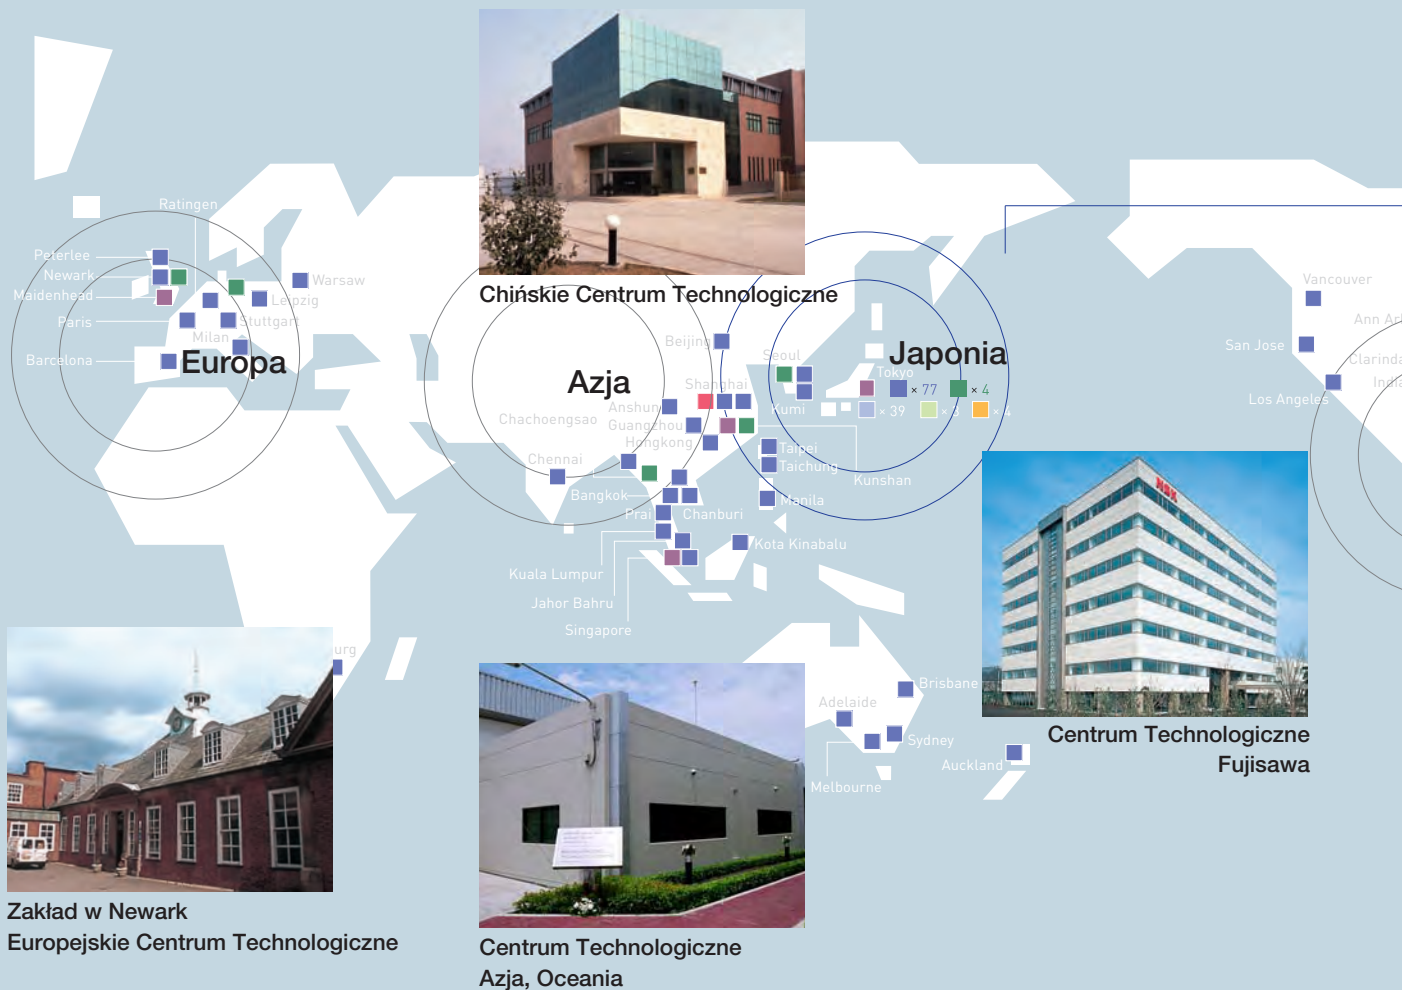 Chińskie Centrum Technologiczne
Ratingen
Peterlee
Newark
Maidenhead
Paris
Barcelona
Warsaw
Leipzig
Stuttgart
Milan
Europa
Azja
Japonia
Beijing
Seoul
Tokyo
× 77
× 4
× 39
Shanghai
Kumi
Anshun
Chachoengsao
Guangzhou
Hongkong
Chennai
Taipei
Taichung
Kunshan
Bangkok
Manila
Prai
Chanburi
Kota Kinabalu
Kuala Lumpur
Jahor Bahru
Singapore
Vancouver
San Jose
Los Angeles
Clarinda
NSK
Brisbane
Adelaide
Sydney
Auckland
Melbourne
Centrum Technologiczne
Fujisawa
Zakład w Newark
Europejskie Centrum Technologiczne
Centrum Technologiczne
Azja, Oceania